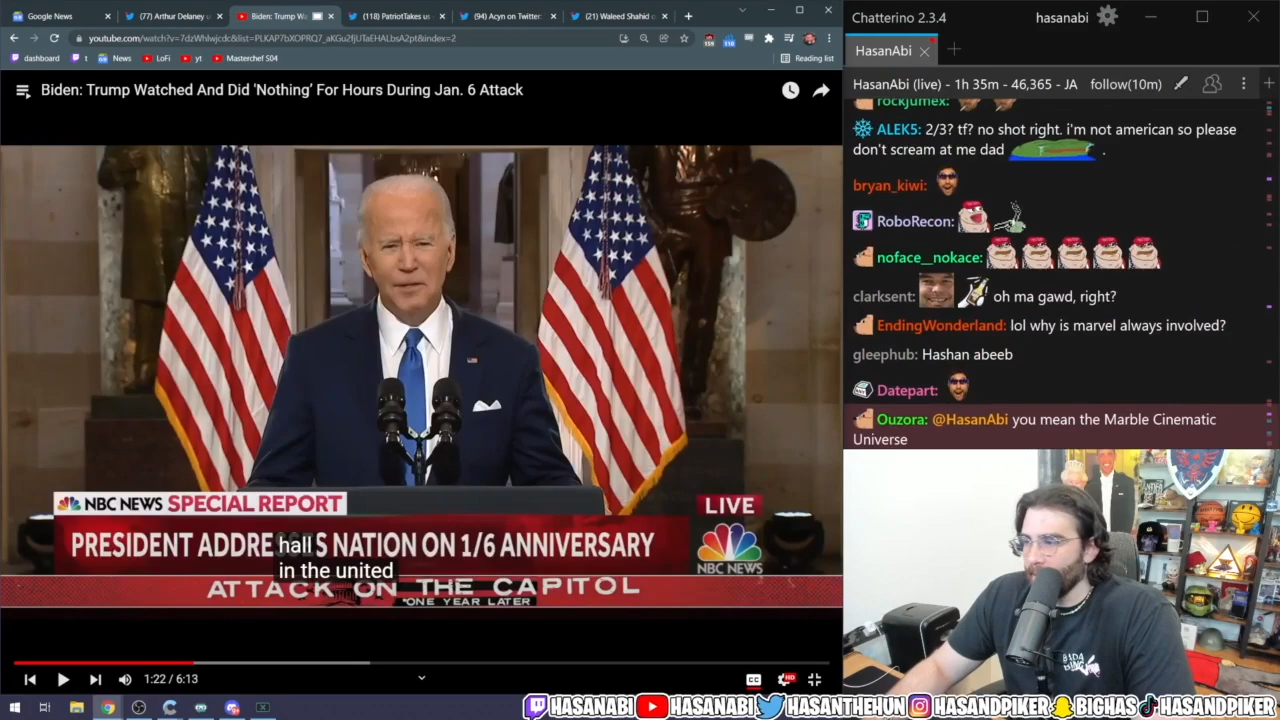 Google News
(77) Arthur Delaney
Biden: Trump Wa
(118) PatriotTakes us
(94) Acyn on Twitter:
(21) Waleed Shahid
youtube.com/watch?v=7dzWhlwjcdc&list=PLKAP7bXOPRQ7_aKGu2fjUTaEHALbsA2pt&index=2
159
318
dashboard
t
News
LoFi
yt
Masterchef S04
Reading list
Biden: Trump Watched And Did 'Nothing' For Hours During Jan. 6 Attack
NBC NEWS SPECIAL REPORT
LIVE
PRESIDENT ADDRE S NATION ON 1/6 ANNIVERSARY
hall
in the united
NBC NEWS
ATTACK ON THE CAPITOL
ONE YEAR LATER
1:22 / 6:13
CC
HD
Chatterino 2.3.4
hasanabi
HasanAbi
HasanAbi (live) - 1h 35m - 46,365 - JA
follow(10m)
rockjumex:
ALEK5: 2/3? tf? no shot right. i'm not american so please
don't scream at me dad
bryan_kiwi:
RoboRecon:
noface__nokace:
clarksent: oh ma gawd, right?
EndingWonderland: lol why is marvel always involved?
gleephub: Hashan abeeb
Datepart:
Ouzora: @HasanAbi you mean the Marble Cinematic
Universe
HASANABI
HASANABI
HASANTHEHUN
HASANDPIKER
BIGHAS
HASANDPIKER